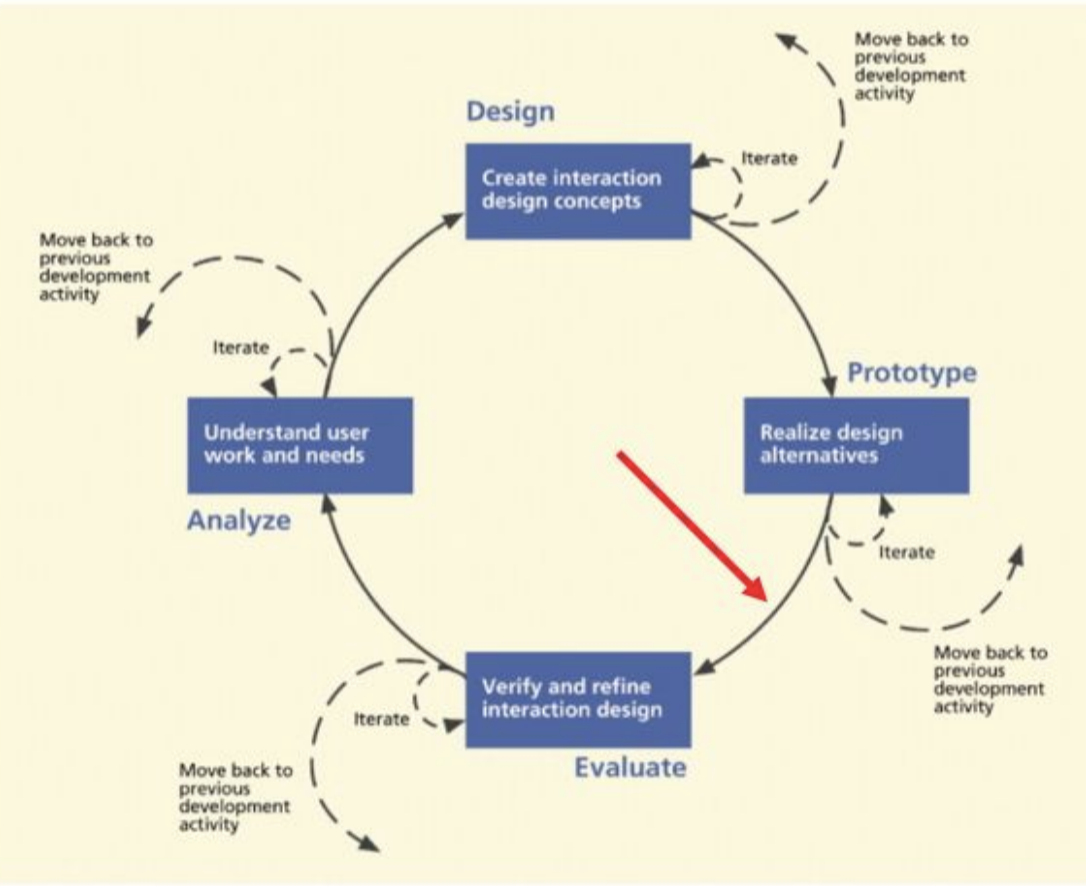 Move back to
previous
development
activity
Design
Iterate
Create interaction
design concepts
Move back to
previous
development
activity
Iterate
Prototype
Understand user
work and needs
Realize design
alternatives
Analyze
Iterate
Move back to
previous
development
activity
Verify and refine
interaction design
Iterate
Evaluate
Move back to
previous
development
activity